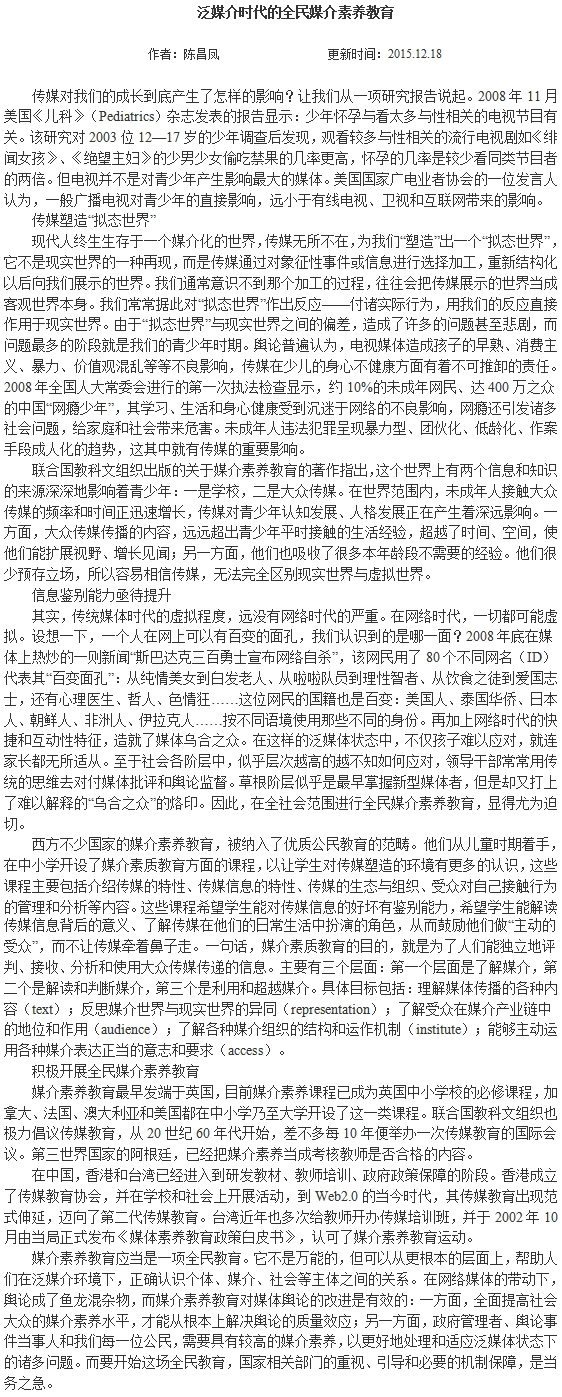 泛媒介时代的全民媒介素养教育
作者：陈昌凤 更新时间：2015.12.18
传媒对我们的成长到底产生了怎样的影响？让我们从一项研究报告说起。2008 年 11 月
美国《儿科》（Pediatrics）杂志发表的报告显示：少年怀孕与看太多与性相关的电视节目有
关。该研究对 2003 位 12—17 岁的少年调查后发现，观看较多与性相关的流行电视剧如《绯
闻女孩》、《绝望主妇》的少男少女偷吃禁果的几率更高，怀孕的几率是较少看同类节目者
的两倍。但电视并不是对青少年产生影响最大的媒体。美国国家广电业者协会的一位发言人
认为，一般广播电视对青少年的直接影响，远小于有线电视、卫视和互联网带来的影响。
传媒塑造“拟态世界”
现代人终生生存于一个媒介化的世界，传媒无所不在，为我们“塑造”出一个“拟态世界”，
它不是现实世界的一种再现，而是传媒通过对象征性事件或信息进行选择加工，重新结构化
以后向我们展示的世界。我们通常意识不到那个加工的过程，往往会把传媒展示的世界当成
客观世界本身。我们常常据此对“拟态世界”作出反应——付诸实际行为，用我们的反应直接
作用于现实世界。由于“拟态世界”与现实世界之间的偏差，造成了许多的问题甚至悲剧，而
问题最多的阶段就是我们的青少年时期。舆论普遍认为，电视媒体造成孩子的早熟、消费主
义、暴力、价值观混乱等等不良影响，传媒在少儿的身心不健康方面有着不可推卸的责任。
2008 年全国人大常委会进行的第一次执法检查显示，约 10%的未成年网民、达 400 万之众
的中国“网瘾少年”，其学习、生活和身心健康受到沉迷于网络的不良影响，网瘾还引发诸多
社会问题，给家庭和社会带来危害。未成年人违法犯罪呈现暴力型、团伙化、低龄化、作案
手段成人化的趋势，这其中就有传媒的重要影响。
联合国教科文组织出版的关于媒介素养教育的著作指出，这个世界上有两个信息和知识
的来源深深地影响着青少年：一是学校，二是大众传媒。在世界范围内，未成年人接触大众
传媒的频率和时间正迅速增长，传媒对青少年认知发展、人格发展正在产生着深远影响。一
方面，大众传媒传播的内容，远远超出青少年平时接触的生活经验，超越了时间、空间，使
他们能扩展视野、增长见闻；另一方面，他们也吸收了很多本年龄段不需要的经验。他们很
少预存立场，所以容易相信传媒，无法完全区别现实世界与虚拟世界。
信息鉴别能力亟待提升
其实，传统媒体时代的虚拟程度，远没有网络时代的严重。在网络时代，一切都可能虚
拟。设想一下，一个人在网上可以有百变的面孔，我们认识到的是哪一面？2008 年底在媒
体上热炒的一则新闻“斯巴达克三百勇士宣布网络自杀”，该网民用了 80 个不同网名（ID）
代表其“百变面孔”：从纯情美女到白发老人、从啦啦队员到理性智者、从饮食之徒到爱国志
士，还有心理医生、哲人、色情狂……这位网民的国籍也是百变：美国人、泰国华侨、日本
人、朝鲜人、非洲人、伊拉克人……按不同语境使用那些不同的身份。再加上网络时代的快
捷和互动性特征，造就了媒体乌合之众。在这样的泛媒体状态中，不仅孩子难以应对，就连
家长都无所适从。至于社会各阶层中，似乎层次越高的越不知如何应对，领导干部常常用传
统的思维去对付媒体批评和舆论监督。草根阶层似乎是最早掌握新型媒体者，但是却又打上
了难以解释的“乌合之众”的烙印。因此，在全社会范围进行全民媒介素养教育，显得尤为迫
切。
西方不少国家的媒介素养教育，被纳入了优质公民教育的范畴。他们从儿童时期着手，
在中小学开设了媒介素质教育方面的课程，以让学生对传媒塑造的环境有更多的认识，这些
课程主要包括介绍传媒的特性、传媒信息的特性、传媒的生态与组织、受众对自己接触行为
的管理和分析等内容。这些课程希望学生能对传媒信息的好坏有鉴别能力，希望学生能解读
传媒信息背后的意义、了解传媒在他们的日常生活中扮演的角色，从而鼓励他们做“主动的
受众”，而不让传媒牵着鼻子走。一句话，媒介素质教育的目的，就是为了人们能独立地评
判、接收、分析和使用大众传媒传递的信息。主要有三个层面：第一个层面是了解媒介，第
二个是解读和判断媒介，第三个是利用和超越媒介。具体目标包括：理解媒体传播的各种内
容（text）；反思媒介世界与现实世界的异同（representation）；了解受众在媒介产业链中
的地位和作用（audience）；了解各种媒介组织的结构和运作机制（institute）；能够主动运
用各种媒介表达正当的意志和要求（access）。
积极开展全民媒介素养教育
媒介素养教育最早发端于英国，目前媒介素养课程已成为英国中小学校的必修课程，加
拿大、法国、澳大利亚和美国都在中小学乃至大学开设了这一类课程。联合国教科文组织也
极力倡议传媒教育，从 20 世纪 60 年代开始，差不多每 10 年便举办一次传媒教育的国际会
议。第三世界国家的阿根廷，已经把媒介素养当成考核教师是否合格的内容。
在中国，香港和台湾已经进入到研发教材、教师培训、政府政策保障的阶段。香港成立
了传媒教育协会，并在学校和社会上开展活动，到 Web2.0 的当今时代，其传媒教育出现范
式伸延，迈向了第二代传媒教育。台湾近年也多次给教师开办传媒培训班，并于 2002 年 10
月由当局正式发布《媒体素养教育政策白皮书》，认可了媒介素养教育运动。
媒介素养教育应当是一项全民教育。它不是万能的，但可以从更根本的层面上，帮助人
们在泛媒介环境下，正确认识个体、媒介、社会等主体之间的关系。在网络媒体的带动下，
舆论成了鱼龙混杂物，而媒介素养教育对媒体舆论的改进是有效的：一方面，全面提高社会
大众的媒介素养水平，才能从根本上解决舆论的质量效应；另一方面，政府管理者、舆论事
件当事人和我们每一位公民，需要具有较高的媒介素养，以更好地处理和适应泛媒体状态下
的诸多问题。而要开始这场全民教育，国家相关部门的重视、引导和必要的机制保障，是当
务之急。